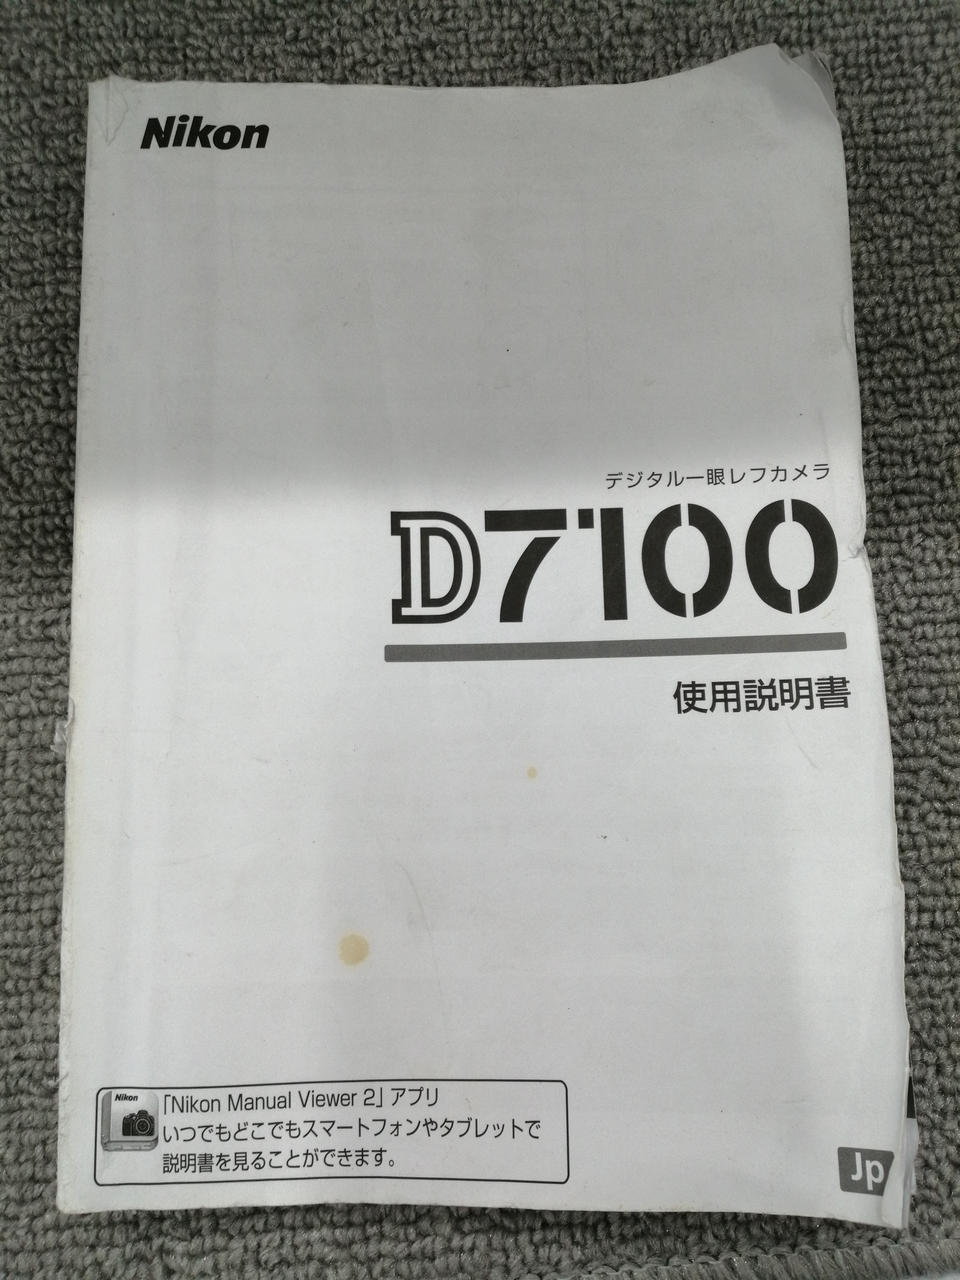 Nikon
デジタル一眼レフカメラ
D7100
使用説明書
Nikon
「Nikon Manual Viewer 2」アプリ
いつでもどこでもスマートフォンやタブレットで
説明書を見ることができます。
Jp